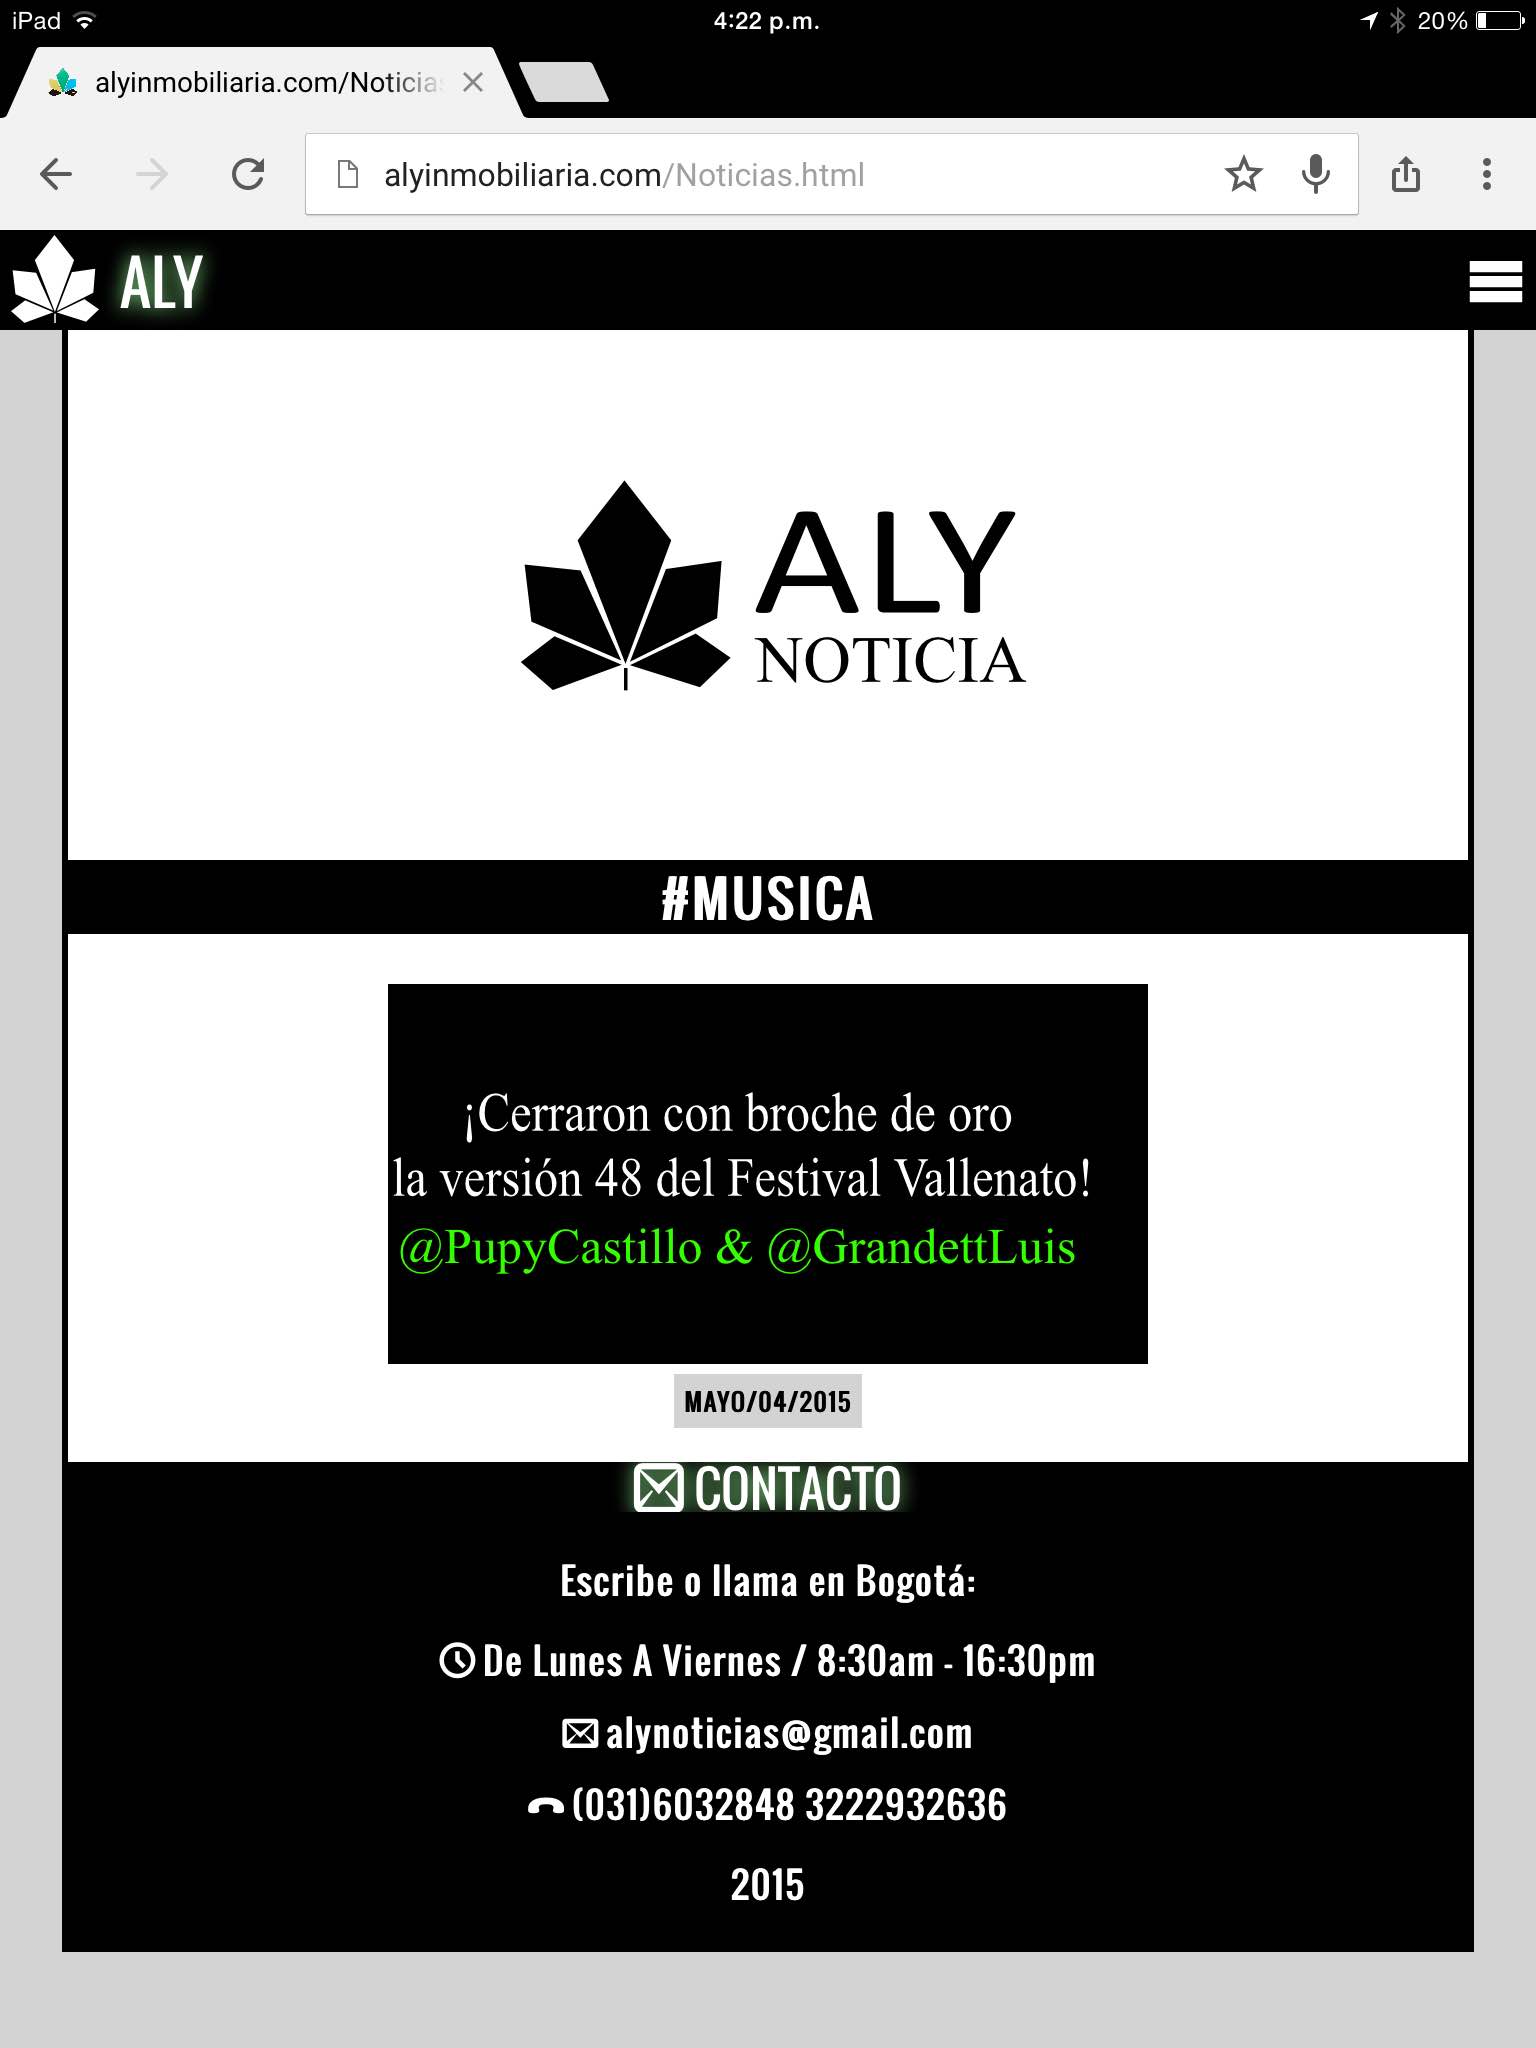 iPad 4:22 p.m. 20%
alyinmobiliaria.com/Noticias
alyinmobiliaria.com/Noticias.html
ALY
ALY
NOTICIA
#MUSICA
¡Cerraron con broche de oro
la versión 48 del Festival Vallenato!
@PupyCastillo & @GrandettLuis
MAYO/04/2015
CONTACTO
Escribe o llama en Bogotá:
De Lunes A Viernes / 8:30am - 16:30pm
alynoticias@gmail.com
(031)6032848 3222932636
2015